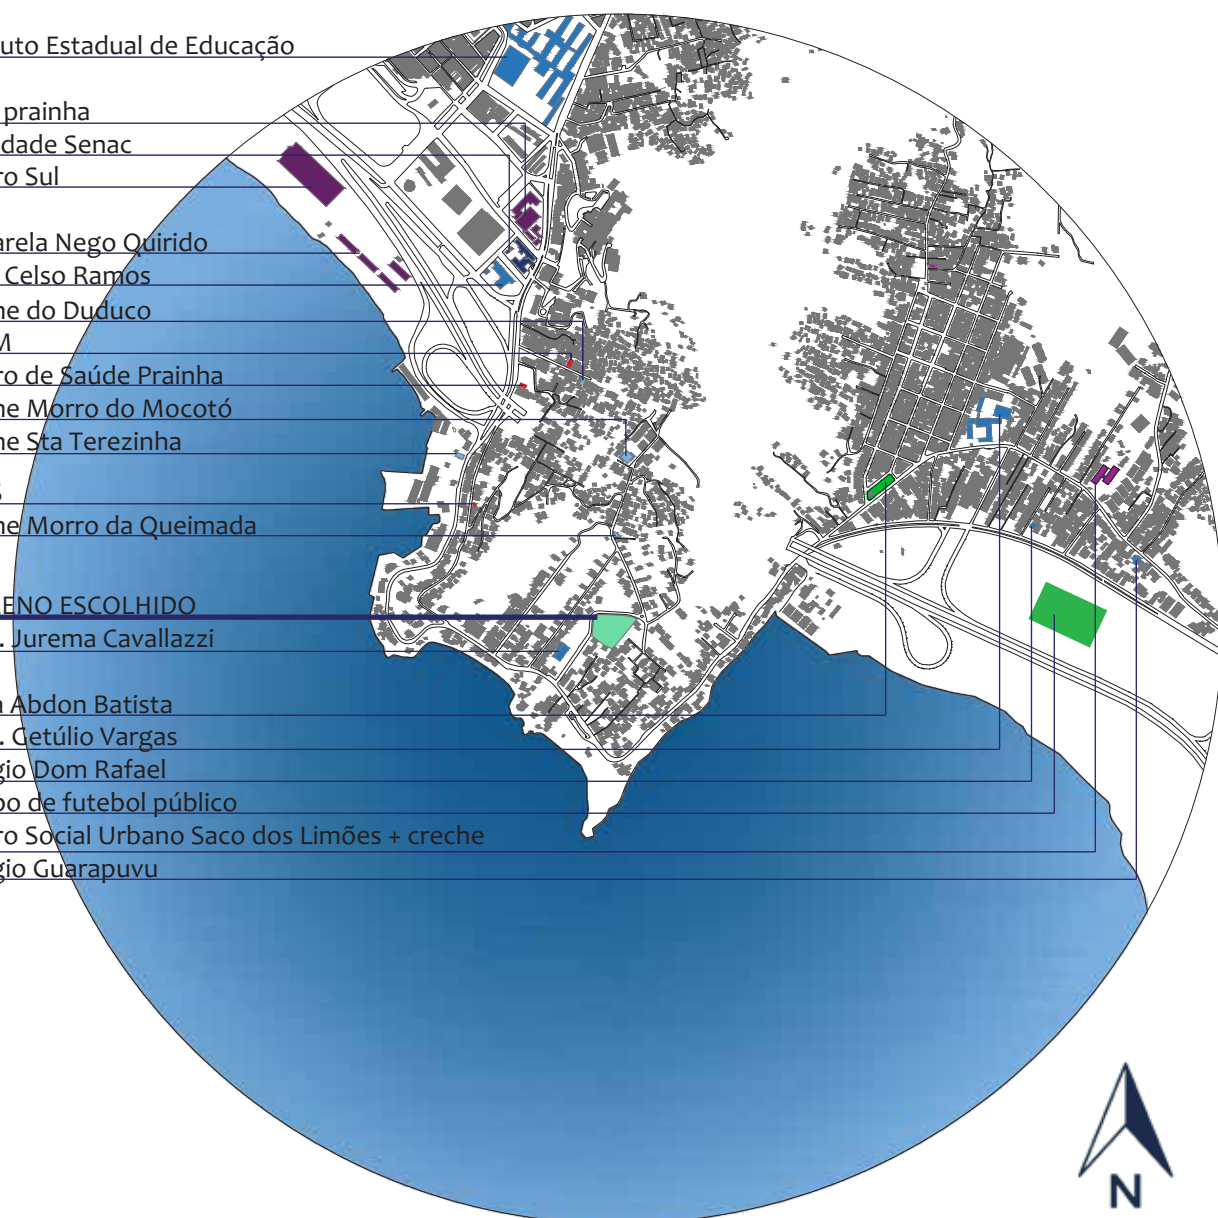 uto Estadual de Educação
prainha
dade Senac
ro Sul
arela Nego Quirido
Celso Ramos
ne do Duduco
M
ro de Saúde Prainha
ne Morro do Mocotó
ne Sta Terezinha
S
ne Morro da Queimada
ENO ESCOLHIDO
. Jurema Cavallazzi
a Abdon Batista
. Getúlio Vargas
gio Dom Rafael
po de futebol público
ro Social Urbano Saco dos Limões + creche
gio Guarapuvu
N